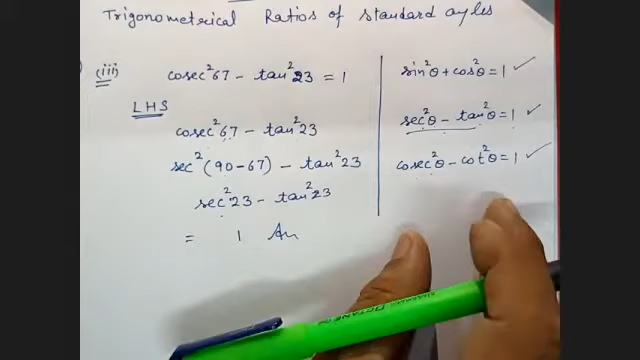 Trigonometrical Ratios of standard angles
(iii) cosec²67 - tan²23 = 1
LHS
cosec²67 - tan²23
sec²(90-67) - tan²23
sec²23 - tan²23
= 1 An
sin²θ + cos²θ = 1 ✓
sec²θ - tan²θ = 1 ✓
cosec²θ - cot²θ = 1 ✓